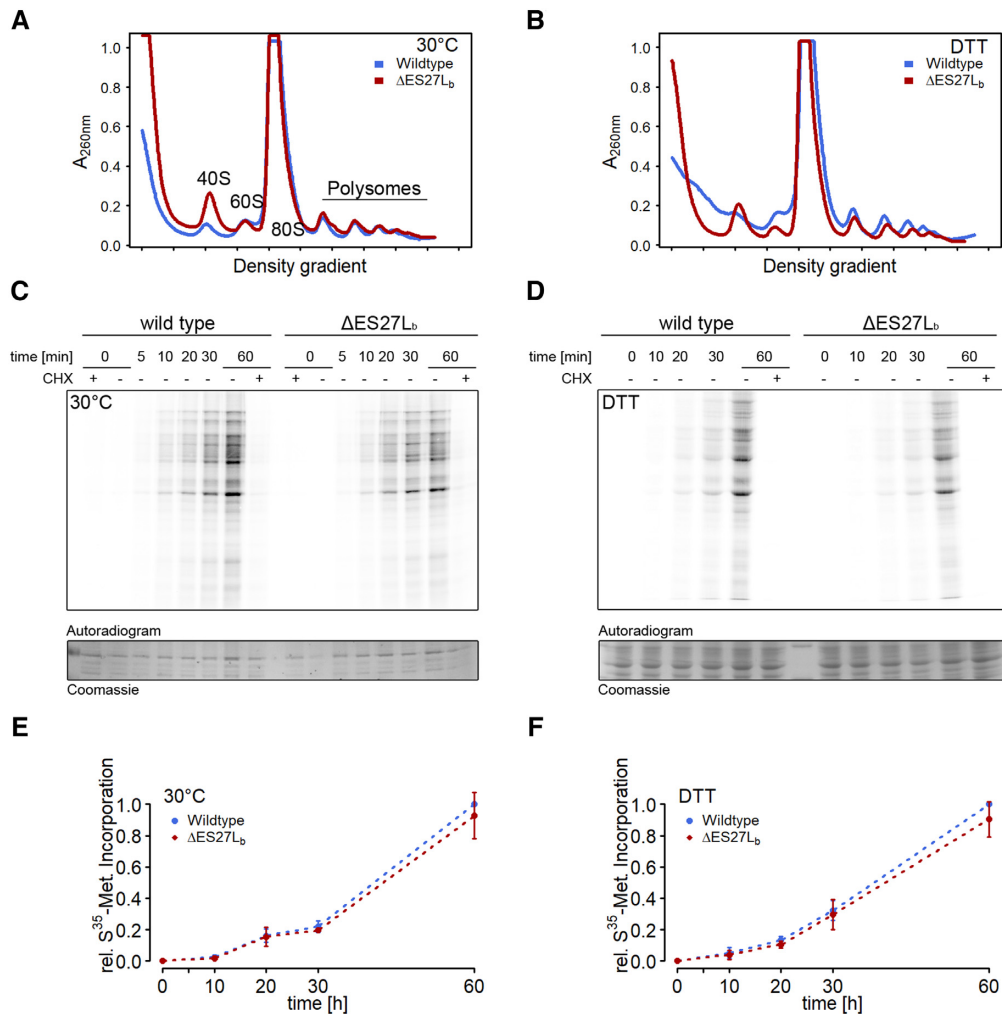 A
B
30°C
Wildtype
ΔES27Lb
40S
60S
80S
Polysomes
1.0
0.8
0.6
0.4
0.2
0.0
A260nm
Density gradient
DTT
Wildtype
ΔES27Lb
1.0
0.8
0.6
0.4
0.2
0.0
A260nm
Density gradient
C
wild type ΔES27Lb
time [min] 0 5 10 20 30 60 0 5 10 20 30 60
CHX + - - - - - - + + - - - - - - +
30°C
Autoradiogram
Coomassie
D
wild type ΔES27Lb
time [min] 0 10 20 30 60 0 10 20 30 60
CHX - - - - - + - - - - - +
DTT
Autoradiogram
Coomassie
E
30°C
Wildtype
ΔES27Lb
rel. S35-Met. Incorporation
1.0
0.8
0.6
0.4
0.2
0.0
0 10 20 30 60
time [h]
F
DTT
Wildtype
ΔES27Lb
rel. S35-Met. Incorporation
1.0
0.8
0.6
0.4
0.2
0.0
0 10 20 30 60
time [h]